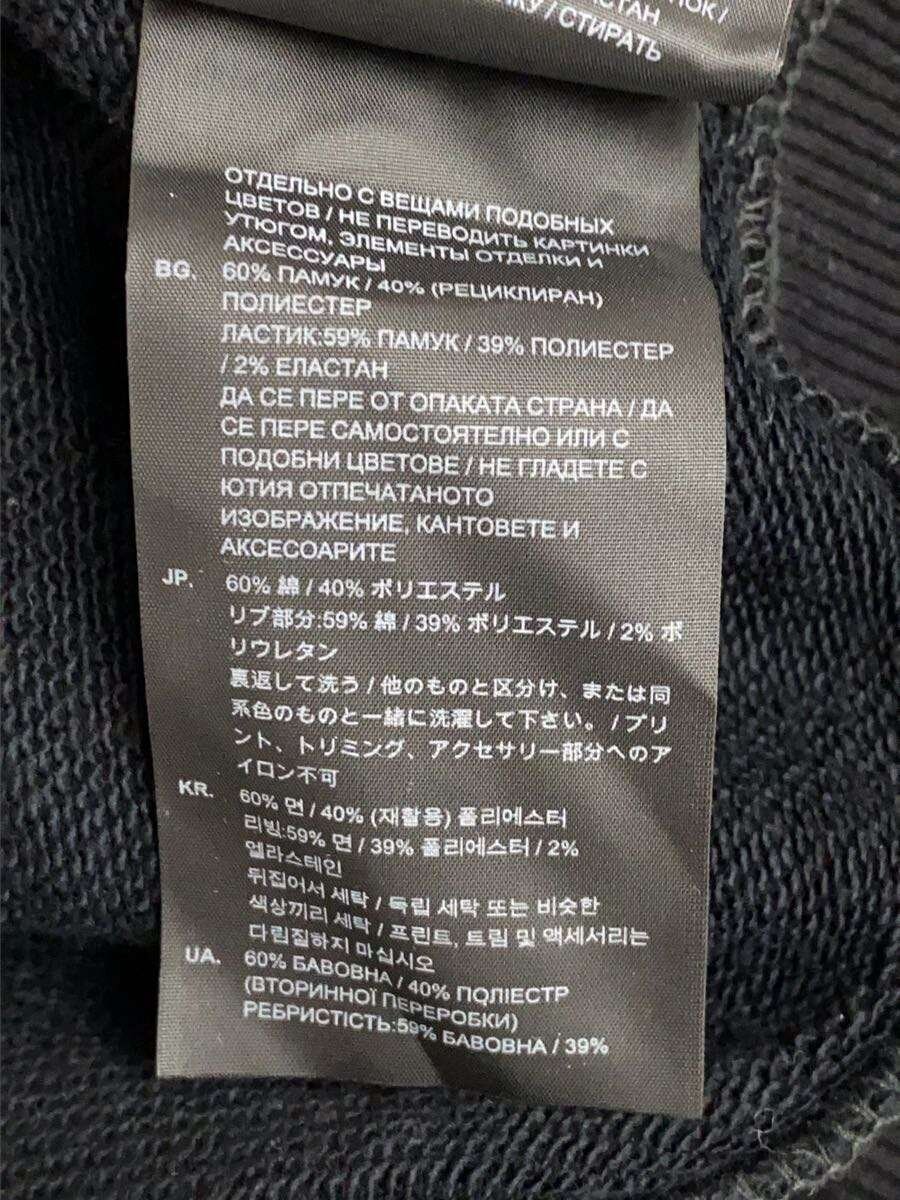 ЛОК /
СТАН
КУ / СТИРАТЬ
ОТДЕЛЬНО С ВЕЩАМИ ПОДОБНЫХ
ЦВЕТОВ / НЕ ПЕРЕВОДИТЬ КАРТИНКИ
УТЮГОМ, ЭЛЕМЕНТЫ ОТДЕЛКИ И
АКСЕССУАРЫ
BG. 60% ПАМУК / 40% (РЕЦИКЛИРАН)
ПОЛИЕСТЕР
ЛАСТИК:59% ПАМУК / 39% ПОЛИЕСТЕР
/ 2% ЕЛАСТАН
ДА СЕ ПЕРЕ ОТ ОПАКАТА СТРАНА / ДА
СЕ ПЕРЕ САМОСТОЯТЕЛНО ИЛИ С
ПОДОБНИ ЦВЕТОВЕ / НЕ ГЛАДЕТЕ С
ЮТИЯ ОТПЕЧАТАНОТО
ИЗОБРАЖЕНИЕ, КАНТОВЕТЕ И
АКСЕСОАРИТЕ
JP. 60% 綿 / 40% ポリエステル
リブ部分:59% 綿 / 39% ポリエステル / 2% ポ
リウレタン
裏返して洗う / 他のものと区分け、または同
系色のものと一緒に洗濯して下さい。 / プリ
ント、トリミング、アクセサリー部分へのア
イロン不可
KR. 60% 면 / 40% (재활용) 폴리에스터
리빙:59% 면 / 39% 폴리에스터 / 2%
엘라스테인
뒤집어서 세탁 / 독립 세탁 또는 비슷한
색상끼리 세탁 / 프린트, 트림 및 액세서리는
다림질하지 마십시오
UA. 60% БАВОВНА / 40% ПОЛІЕСТР
(ВТОРИННОЇ ПЕРЕРОБКИ)
РЕБРИСТІСТЬ:59% БАВОВНА / 39%